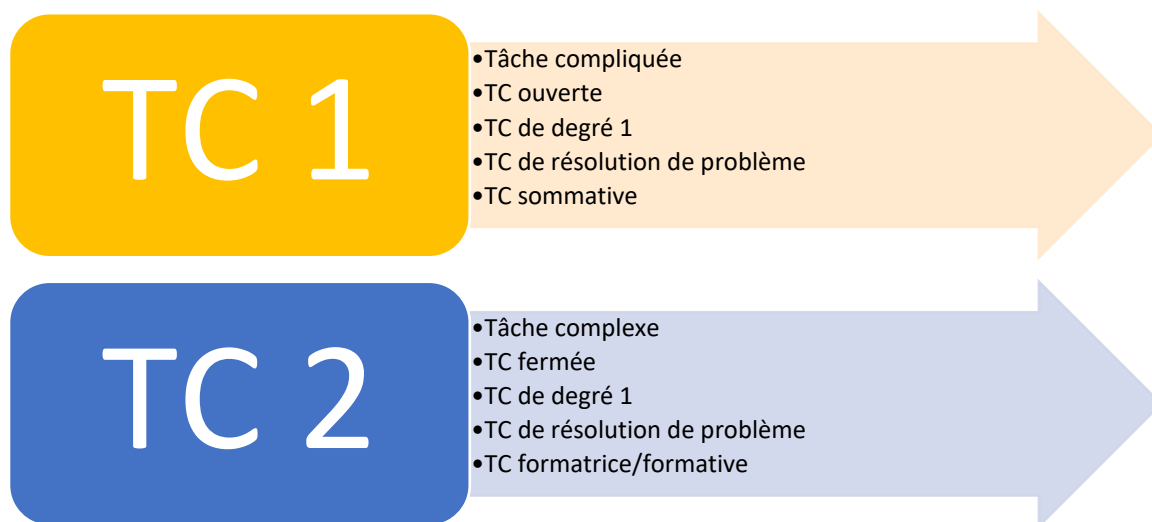 TC 1
•Tâche compliquée
•TC ouverte
•TC de degré 1
•TC de résolution de problème
•TC sommative
TC 2
•Tâche complexe
•TC fermée
•TC de degré 1
•TC de résolution de problème
•TC formatrice/formative